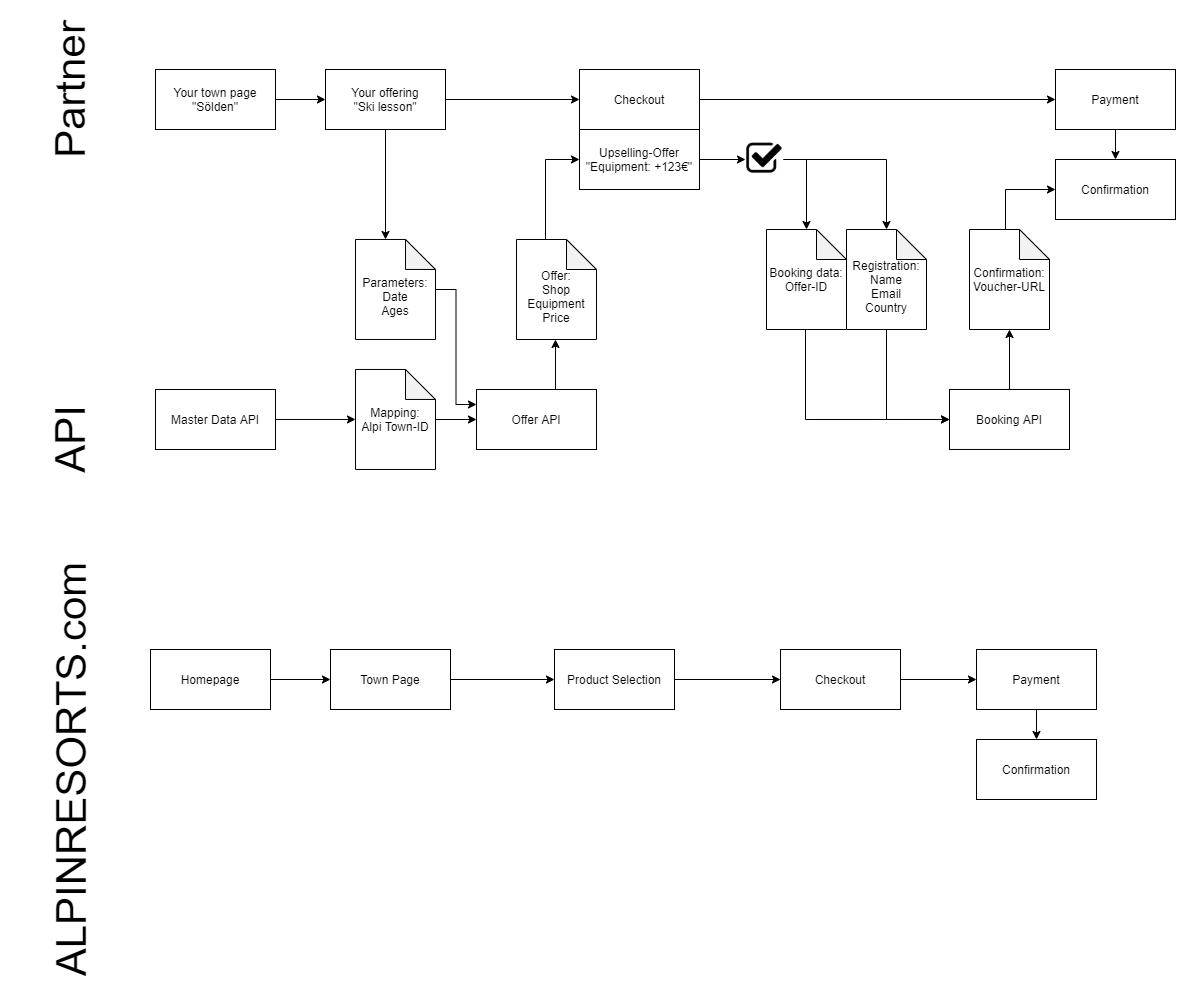 Partner
Your town page
"Sölden"
Your offering
"Ski lesson"
Checkout
Payment
Upselling-Offer
"Equipment: +123€"
Confirmation
Parameters:
Date
Ages
Offer:
Shop
Equipment
Price
Booking data:
Offer-ID
Registration:
Name
Email
Country
Confirmation:
Voucher-URL
API
Master Data API
Mapping:
Alpi Town-ID
Offer API
Booking API
ALPINRESORTS.com
Homepage
Town Page
Product Selection
Checkout
Payment
Confirmation